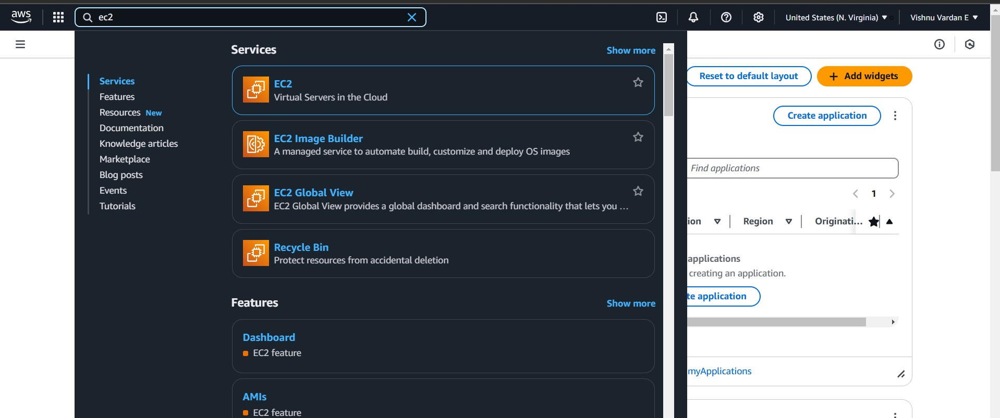 aws
ec2
United States (N. Virginia)
Vishnu Vardan E
Services
Features
Resources New
Documentation
Knowledge articles
Marketplace
Blog posts
Events
Tutorials
Services
Show more
EC2
Virtual Servers in the Cloud
EC2 Image Builder
A managed service to automate build, customize and deploy OS images
EC2 Global View
EC2 Global View provides a global dashboard and search functionality that lets you ...
Recycle Bin
Protect resources from accidental deletion
Features
Show more
Dashboard
EC2 feature
AMIs
EC2 feature
Reset to default layout
+ Add widgets
Create application
Find applications
1
ion
Region
Originati...
applications
creating an application.
te application
myApplications